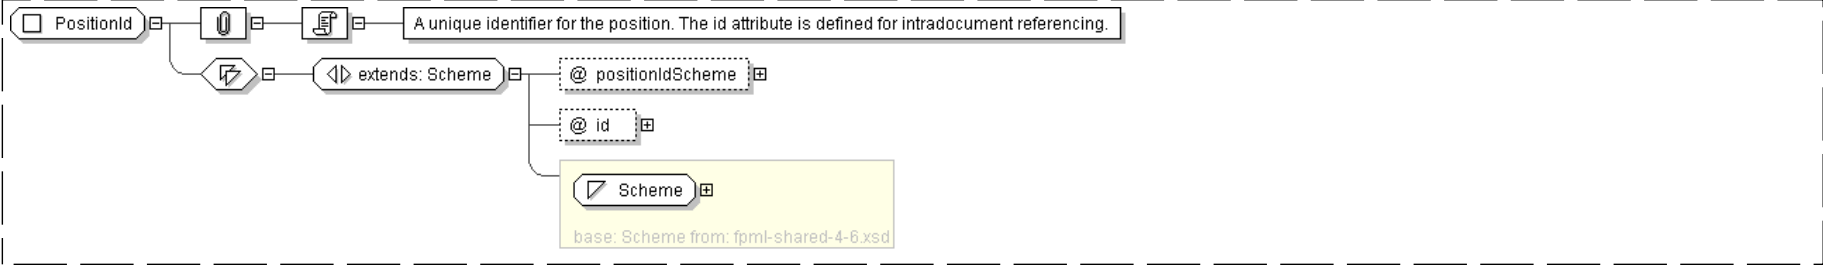 PositionId
A unique identifier for the position. The id attribute is defined for intradocument referencing.
extends: Scheme
@ positionIdScheme
@ id
Scheme
base: Scheme from: fpml-shared-4-6.xsd